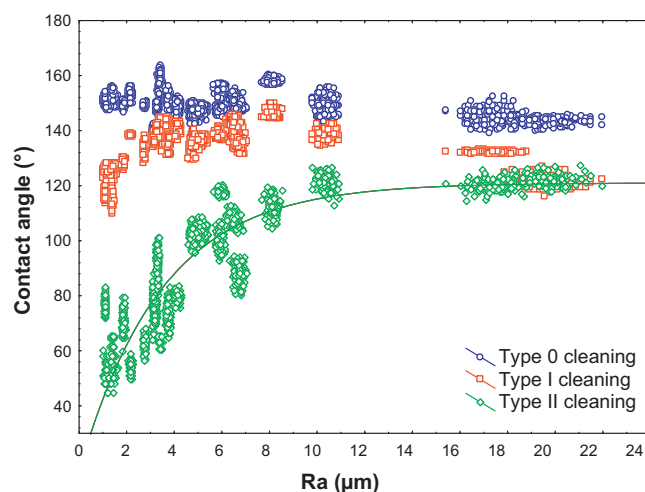 180
160
140
120
100
80
60
40
Contact angle (°)
Type 0 cleaning
Type I cleaning
Type II cleaning
0 2 4 6 8 10 12 14 16 18 20 22 24
Ra (µm)